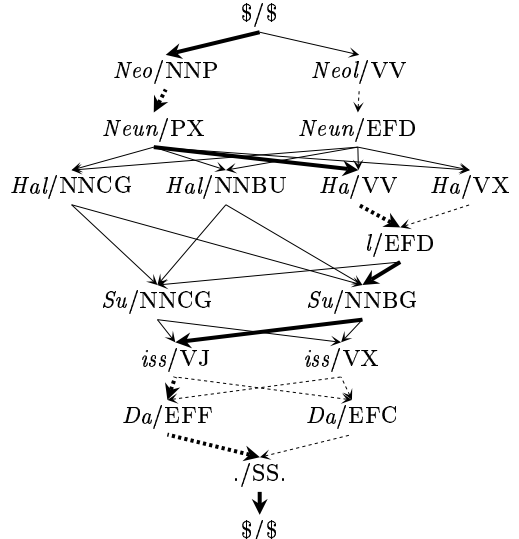 $/$
Neo/NNP Neol/VV
Neun/PX Neun/EFD
Hal/NNCG Hal/NNBU Ha/VV Ha/VX
l/EFD
Su/NNCG Su/NNBG
iss/VJ iss/VX
Da/EFF Da/EFC
./SS.
$/$